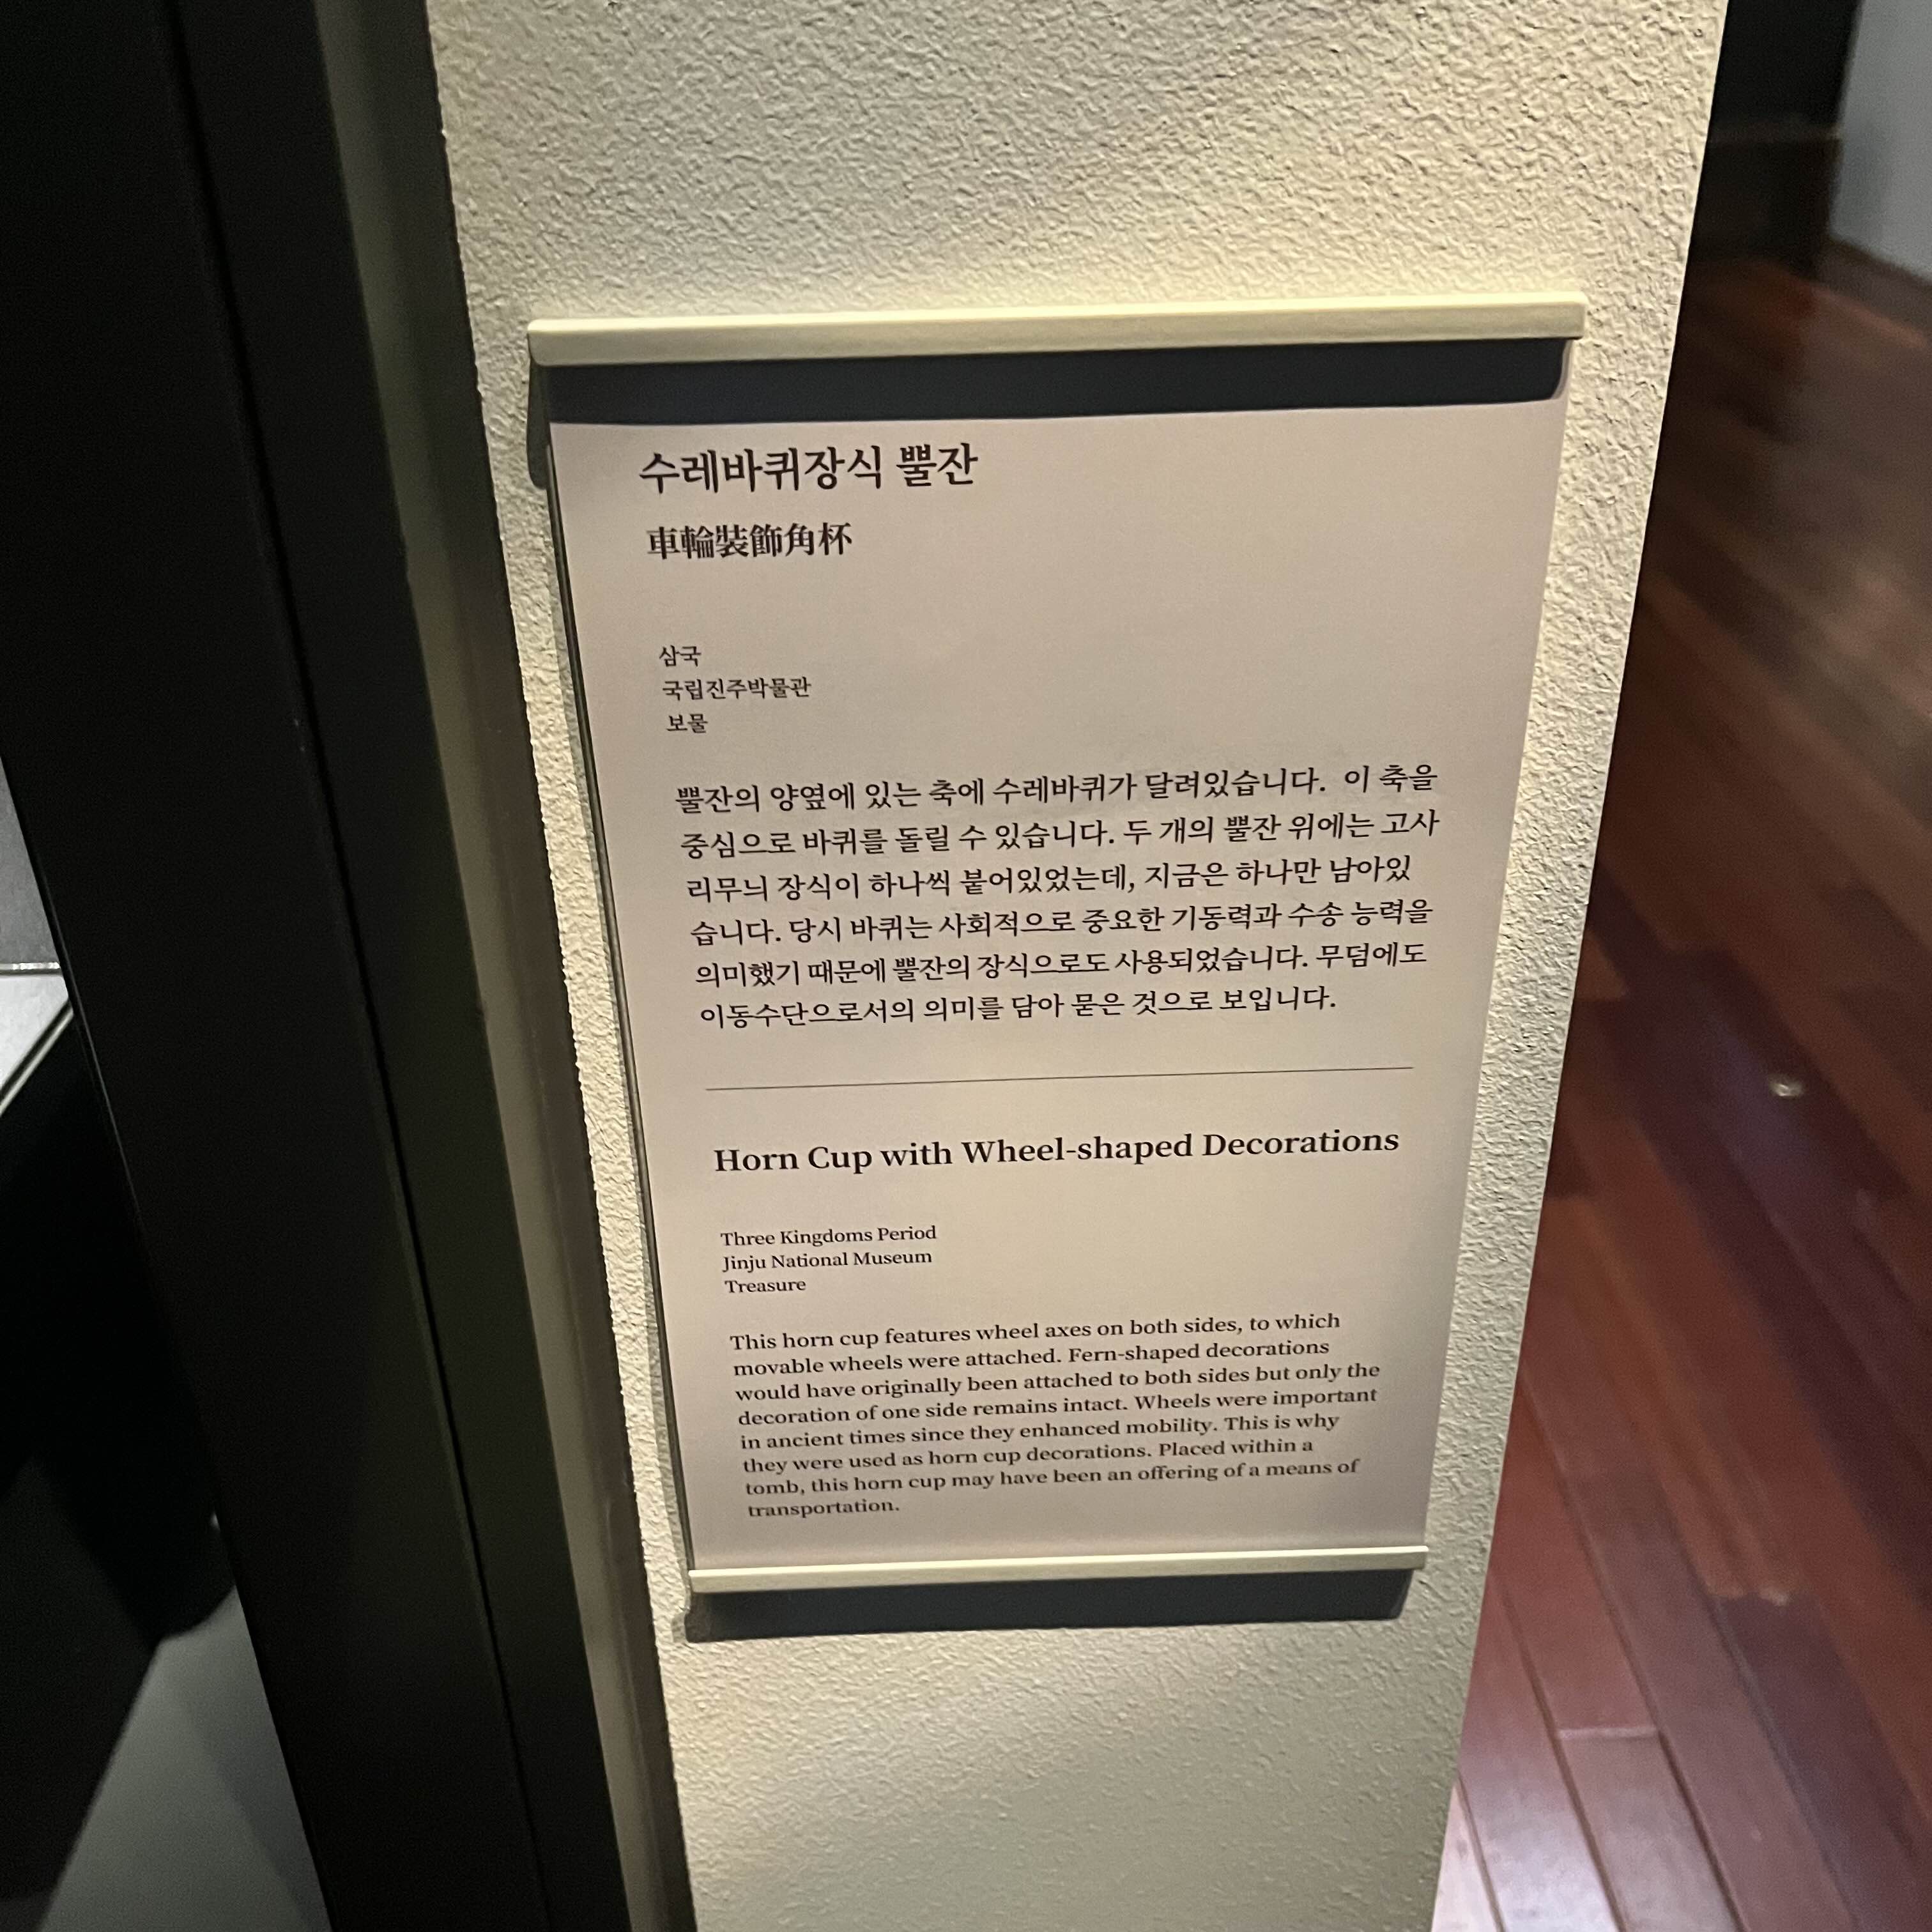 수레바퀴장식 뿔잔
車輪裝飾角杯
삼국
국립진주박물관
보물
뿔잔의 양옆에 있는 축에 수레바퀴가 달려있습니다. 이 축을
중심으로 바퀴를 돌릴 수 있습니다. 두 개의 뿔잔 위에는 고사
리무늬 장식이 하나씩 붙어있었는데, 지금은 하나만 남아있
습니다. 당시 바퀴는 사회적으로 중요한 기동력과 수송 능력을
의미했기 때문에 뿔잔의 장식으로도 사용되었습니다. 무덤에도
이동수단으로서의 의미를 담아 묻은 것으로 보입니다.
Horn Cup with Wheel-shaped Decorations
Three Kingdoms Period
Jinju National Museum
Treasure
This horn cup features wheel axes on both sides, to which
movable wheels were attached. Fern-shaped decorations
would have originally been attached to both sides but only the
decoration of one side remains intact. Wheels were important
in ancient times since they enhanced mobility. This is why
they were used as horn cup decorations. Placed within a
tomb, this horn cup may have been an offering of a means of
transportation.